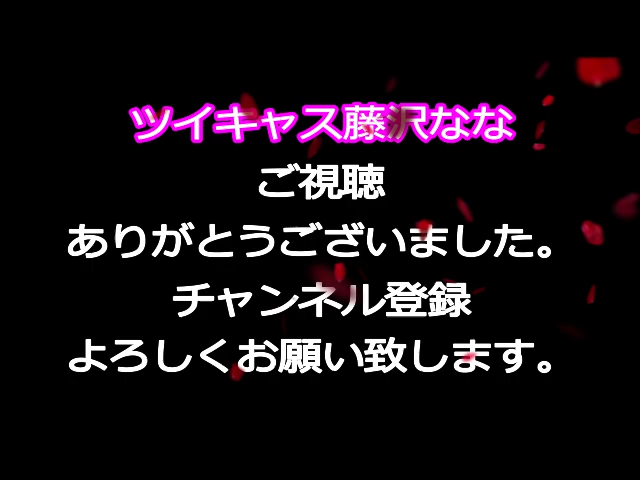 ツイキャス藤沢なな
ご視聴
ありがとうございました。
チャンネル登録
よろしくお願い致します。